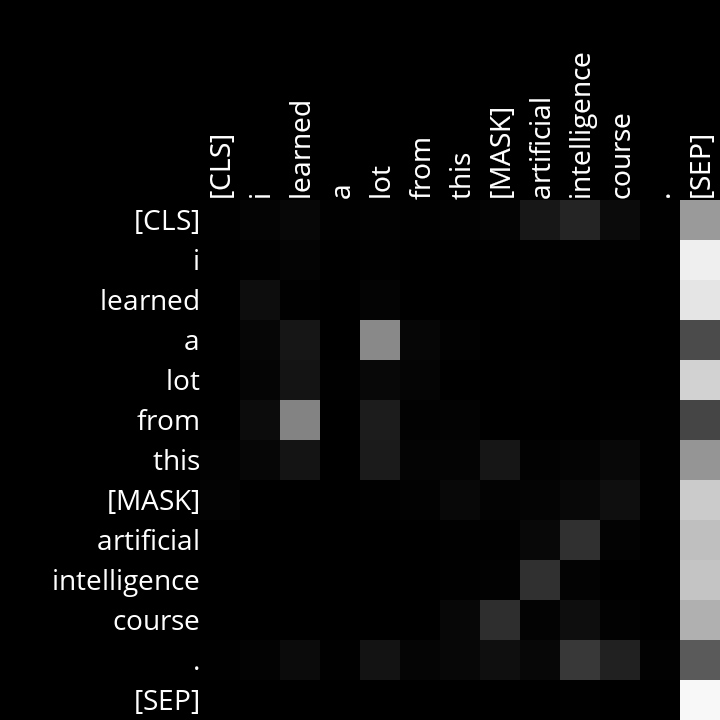 [CLS] i learned a lot from this [MASK] artificial intelligence course . [SEP]
[CLS]
i
learned
a
lot
from
this
[MASK]
artificial
intelligence
course
.
[SEP]